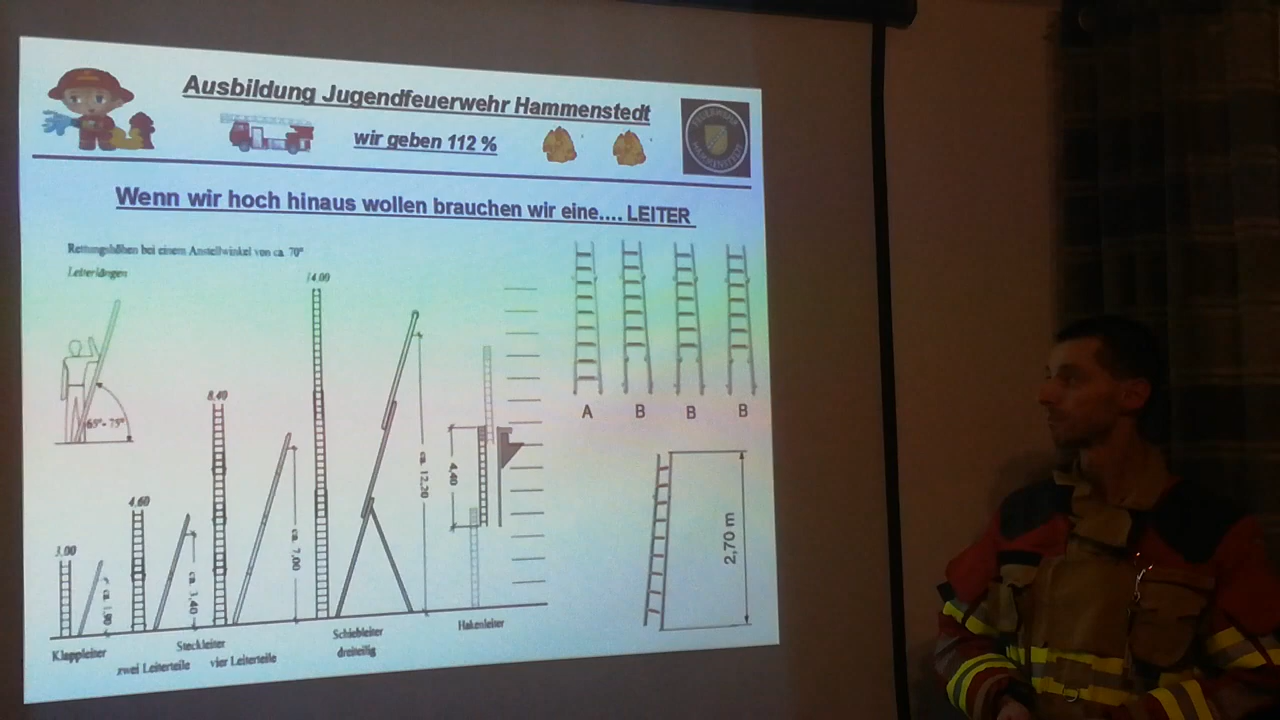 Ausbildung Jugendfeuerwehr Hammenstedt
wir geben 112 %
FEUERWEHR
HAMMENSTEDT
Wenn wir hoch hinaus wollen brauchen wir eine.... LEITER
Rettungshöhen bei einem Anstellwinkel von ca. 70°
Leiterlängen
65°- 75°
3.00
ca. 1,80
4.60
ca. 3,40
8.40
ca. 7,00
14.00
ca. 12,20
4,40
A B B B
2,70 m
Klappleiter
Steckleiter
zwei Leiterteile vier Leiterteile
Schiebleiter
dreiteilig
Hakenleiter